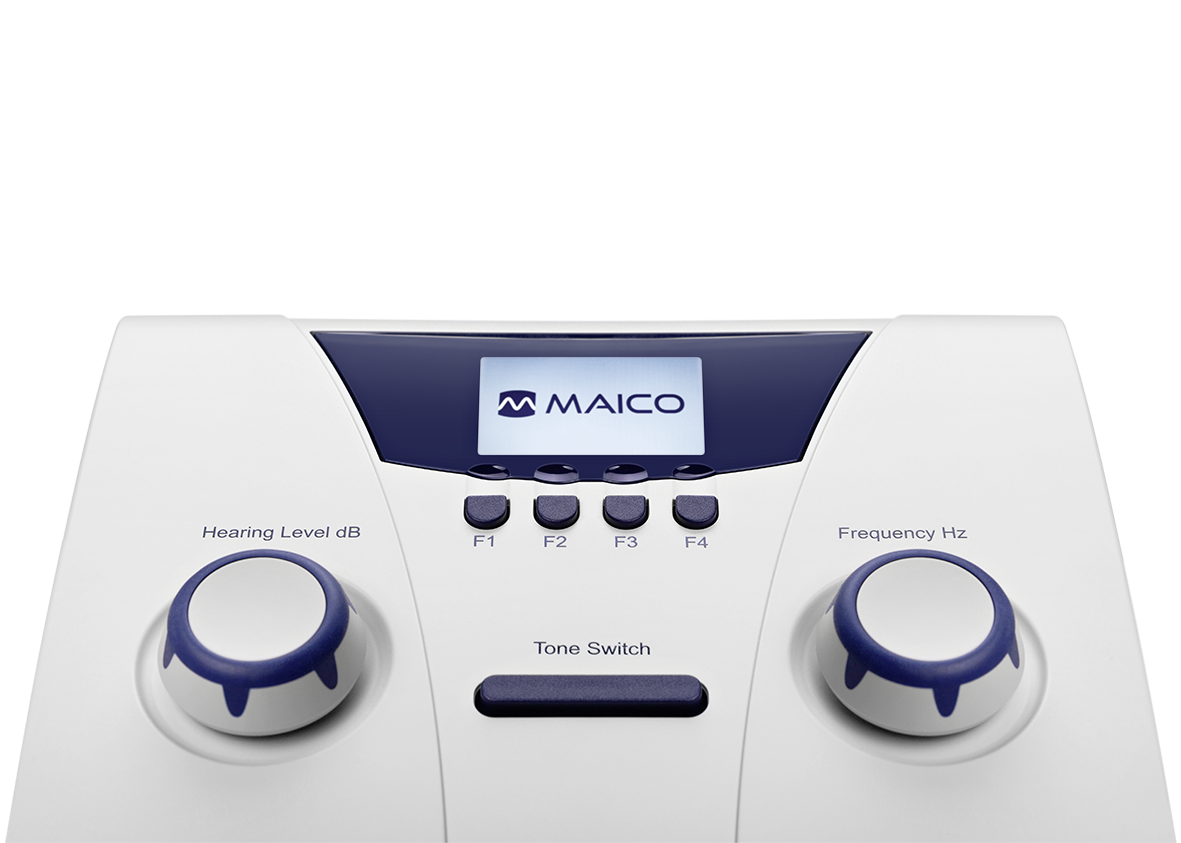 MAICO
F1 F2 F3 F4
Hearing Level dB
Frequency Hz
Tone Switch